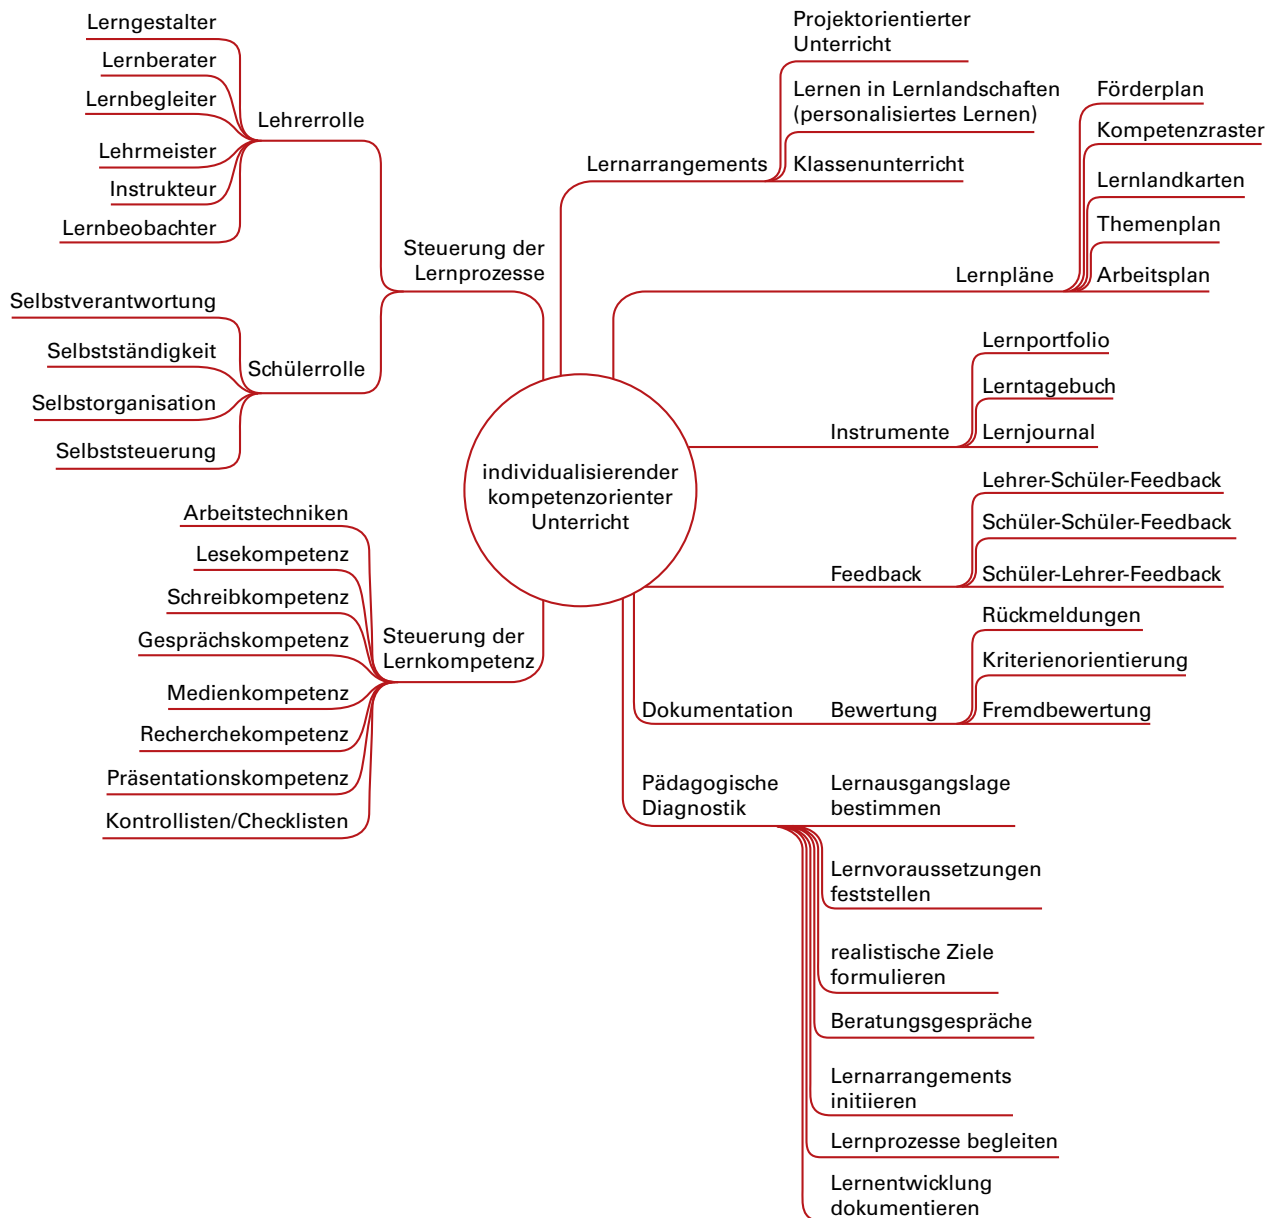 Lerngestalter
Lernberater
Lernbegleiter
Lehrerrolle
Lehrmeister
Instrukteur
Lernbeobachter
Steuerung der
Lernprozesse
Selbstverantwortung
Selbstständigkeit
Schülerrolle
Selbstorganisation
Selbststeuerung
Arbeitstechniken
Lesekompetenz
Schreibkompetenz
Gesprächskompetenz
Steuerung der
Lernkompetenz
Medienkompetenz
Recherchekompetenz
Präsentationskompetenz
Kontrollisten/Checklisten
individualisierender
kompetenzorienter
Unterricht
Projektorientierter
Unterricht
Lernen in Lernlandschaften
(personalisiertes Lernen)
Lernarrangements
Klassenunterricht
Förderplan
Kompetenzraster
Lernlandkarten
Themenplan
Lernpläne
Arbeitsplan
Lernportfolio
Lerntagebuch
Instrumente
Lernjournal
Lehrer-Schüler-Feedback
Schüler-Schüler-Feedback
Feedback
Schüler-Lehrer-Feedback
Rückmeldungen
Kriterienorientierung
Dokumentation
Bewertung
Fremdbewertung
Pädagogische
Diagnostik
Lernausgangslage
bestimmen
Lernvoraussetzungen
feststellen
realistische Ziele
formulieren
Beratungsgespräche
Lernarrangements
initiieren
Lernprozesse begleiten
Lernentwicklung
dokumentieren